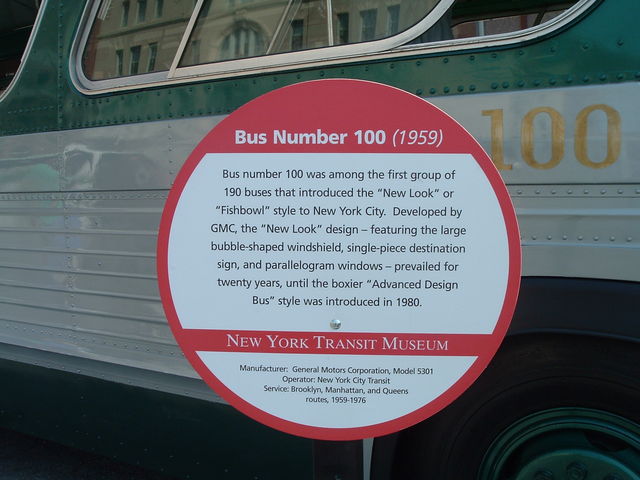 100
Bus Number 100 (1959)
Bus number 100 was among the first group of
190 buses that introduced the “New Look” or
“Fishbowl” style to New York City. Developed by
GMC, the “New Look” design – featuring the large
bubble-shaped windshield, single-piece destination
sign, and parallelogram windows – prevailed for
twenty years, until the boxier “Advanced Design
Bus” style was introduced in 1980.
NEW YORK TRANSIT MUSEUM
Manufacturer: General Motors Corporation, Model 5301
Operator: New York City Transit
Service: Brooklyn, Manhattan, and Queens
routes, 1959-1976